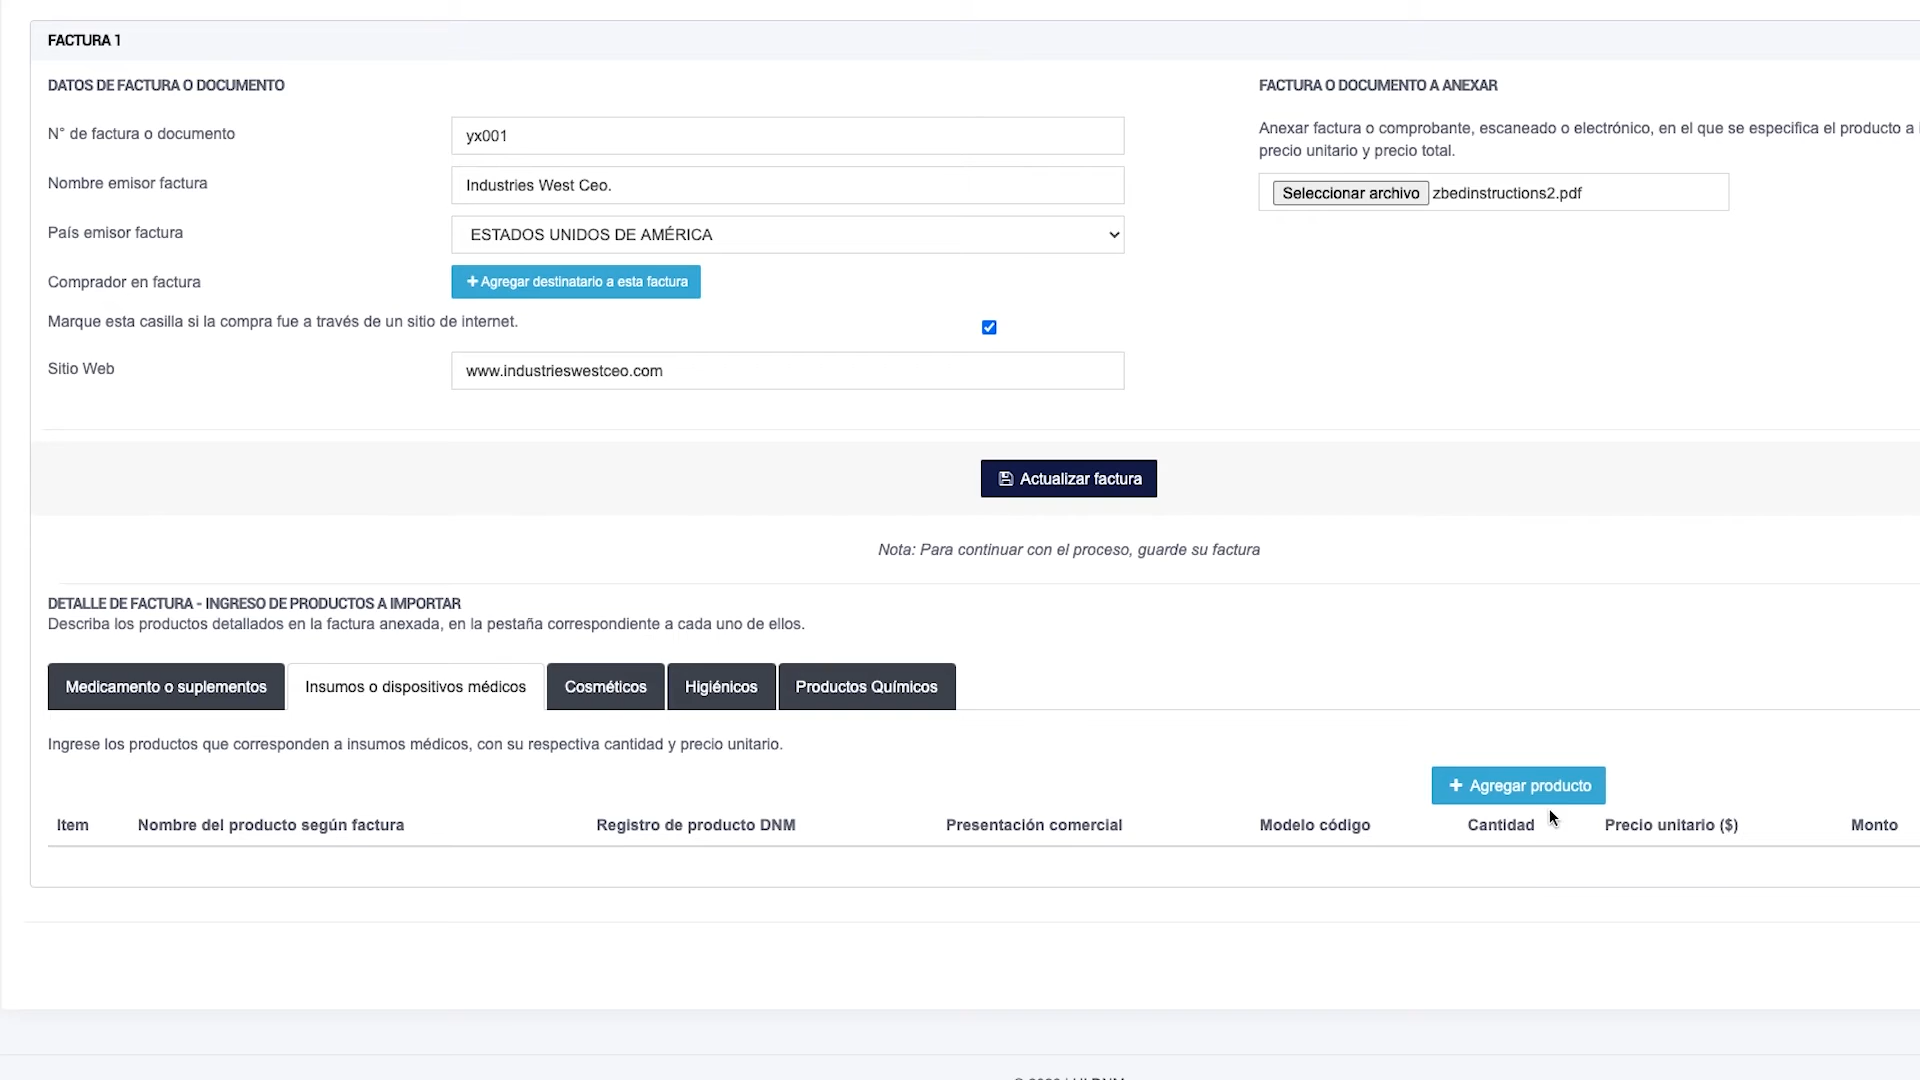 FACTURA 1
DATOS DE FACTURA O DOCUMENTO
N° de factura o documento
yx001
Nombre emisor factura
Industries West Ceo.
País emisor factura
ESTADOS UNIDOS DE AMÉRICA
Comprador en factura
+ Agregar destinatario a esta factura
Marque esta casilla si la compra fue a través de un sitio de internet.
Sitio Web
www.industrieswestceo.com
FACTURA O DOCUMENTO A ANEXAR
Anexar factura o comprobante, escaneado o electrónico, en el que se especifica el producto a
precio unitario y precio total.
Seleccionar archivo zbedinstructions2.pdf
Actualizar factura
Nota: Para continuar con el proceso, guarde su factura
DETALLE DE FACTURA - INGRESO DE PRODUCTOS A IMPORTAR
Describa los productos detallados en la factura anexada, en la pestaña correspondiente a cada uno de ellos.
Medicamento o suplementos Insumos o dispositivos médicos Cosméticos Higiénicos Productos Químicos
Ingrese los productos que corresponden a insumos médicos, con su respectiva cantidad y precio unitario.
+ Agregar producto
Item Nombre del producto según factura Registro de producto DNM Presentación comercial Modelo código Cantidad Precio unitario ($) Monto